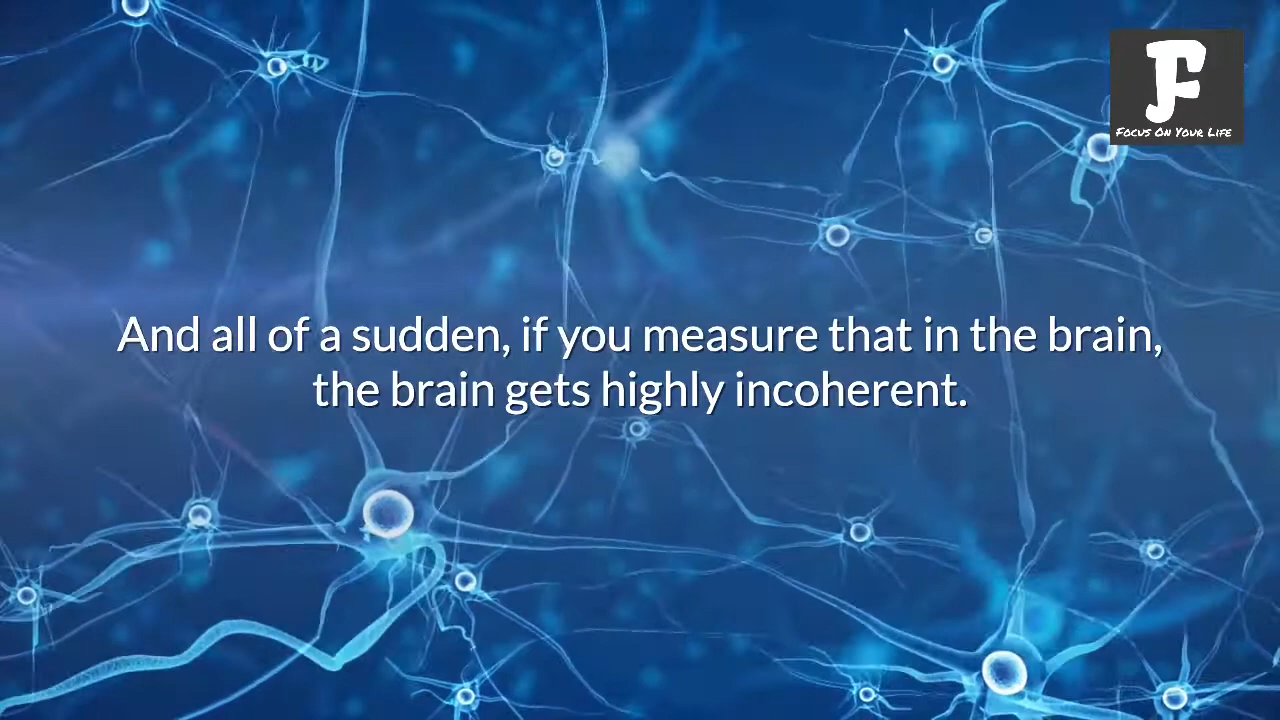 F
Focus On Your Life
And all of a sudden, if you measure that in the brain,
the brain gets highly incoherent.